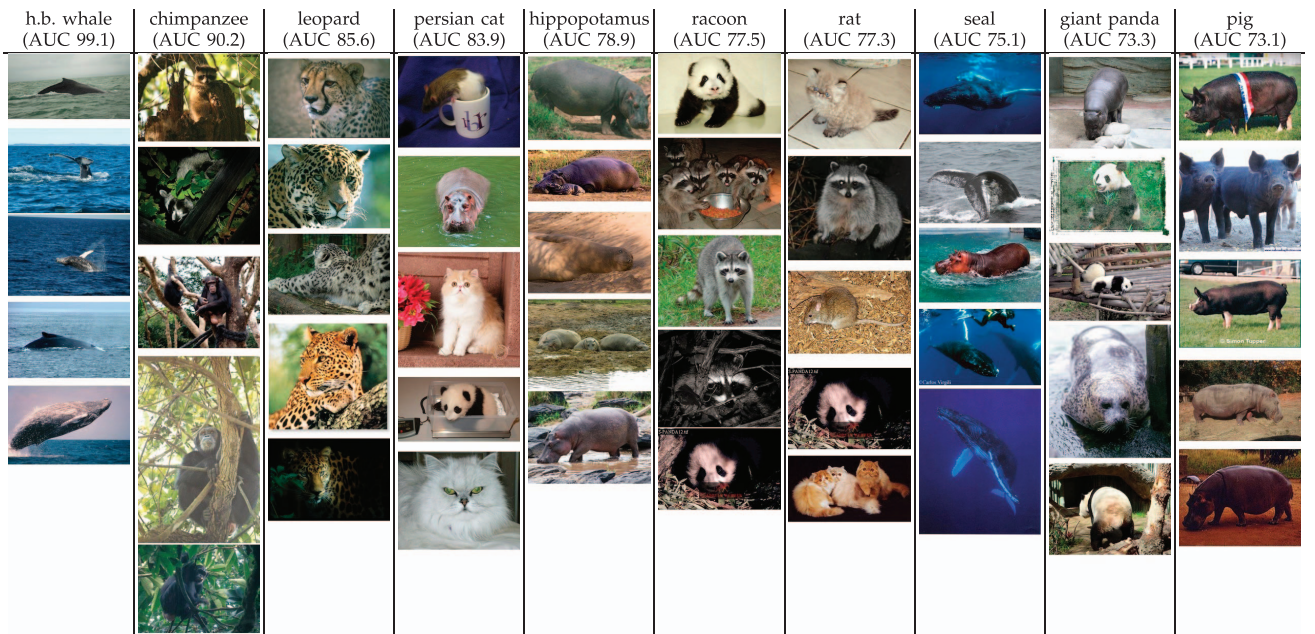 h.b. whale
(AUC 99.1)
chimpanzee
(AUC 90.2)
leopard
(AUC 85.6)
persian cat
(AUC 83.9)
hippopotamus
(AUC 78.9)
racoon
(AUC 77.5)
rat
(AUC 77.3)
seal
(AUC 75.1)
giant panda
(AUC 73.3)
pig
(AUC 73.1)
© Simon Tupper